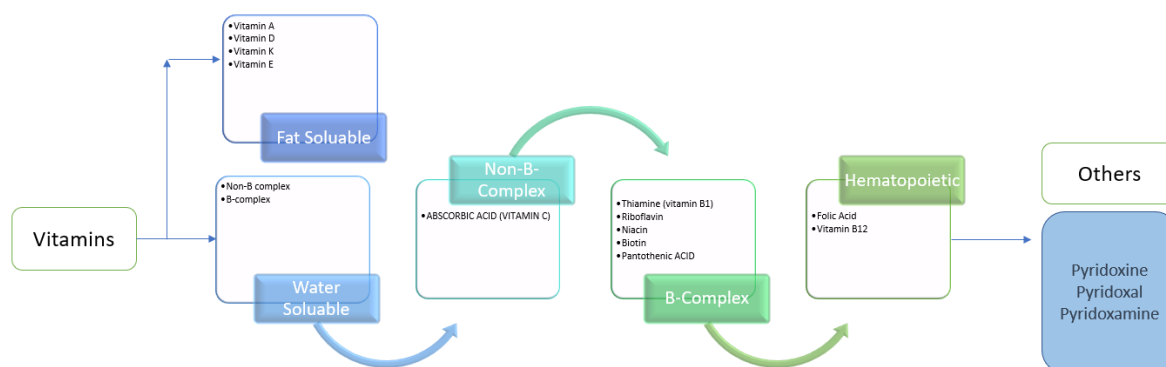 Vitamins
•Vitamin A
•Vitamin D
•Vitamin K
•Vitamin E
Fat Soluable
•Non-B complex
•B-complex
Water
Soluable
Non-B-
Complex
•ABSCORBIC ACID (VITAMIN C)
•Thiamine (vitamin B1)
•Riboflavin
•Niacin
•Biotin
•Pantothenic ACID
B-Complex
Hematopoietic
•Folic Acid
•Vitamin B12
Others
Pyridoxine
Pyridoxal
Pyridoxamine